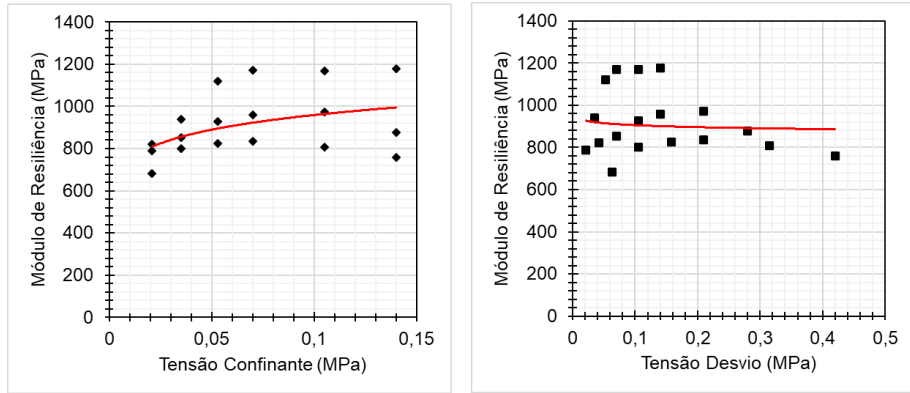 1400
1200
1000
800
600
400
200
0
Módulo de Resiliência (MPa)
0 0,05 0,1 0,15
Tensão Confinante (MPa)
1400
1200
1000
800
600
400
200
0
Módulo de Resiliência (MPa)
0 0,1 0,2 0,3 0,4 0,5
Tensão Desvio (MPa)